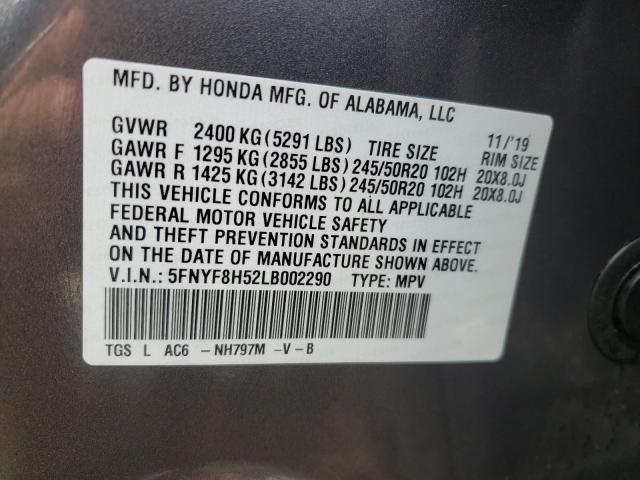 MFD. BY HONDA MFG. OF ALABAMA, LLC
11/'19
GVWR 2400 KG(5291 LBS) TIRE SIZE RIM SIZE
GAWR F 1295 KG(2855 LBS)245/50R20 102H 20X8.0J
GAWR R 1425 KG(3142 LBS)245/50R20 102H 20X8.0J
THIS VEHICLE CONFORMS TO ALL APPLICABLE
FEDERAL MOTOR VEHICLE SAFETY
AND THEFT PREVENTION STANDARDS IN EFFECT
ON THE DATE OF MANUFACTURE SHOWN ABOVE.
V.I.N.: 5FNYF8H52LB002290 TYPE: MPV
TGS L AC6 -NH797M -V-B